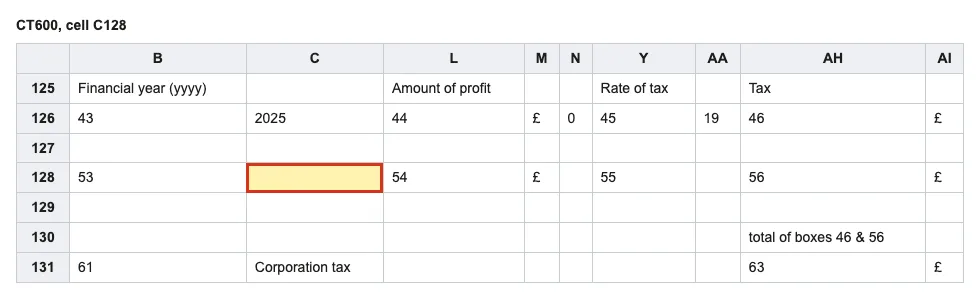 CT600, cell C128
B C L M N Y AA AH AI
125 Financial year (yyyy) Amount of profit Rate of tax Tax
126 43 2025 44 £ 0 45 19 46 £
127
128 53 54 £ 55 56 £
129
130 total of boxes 46 & 56
131 61 Corporation tax 63 £